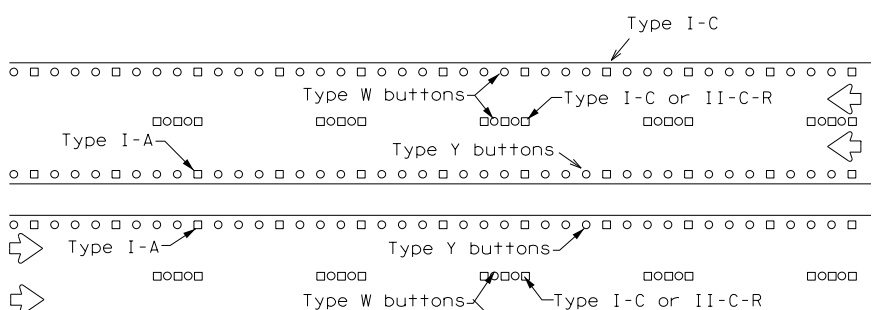 Type I-C
Type W buttons
Type I-C or II-C-R
Type I-A
Type Y buttons
Type I-A
Type Y buttons
Type W buttons
Type I-C or II-C-R